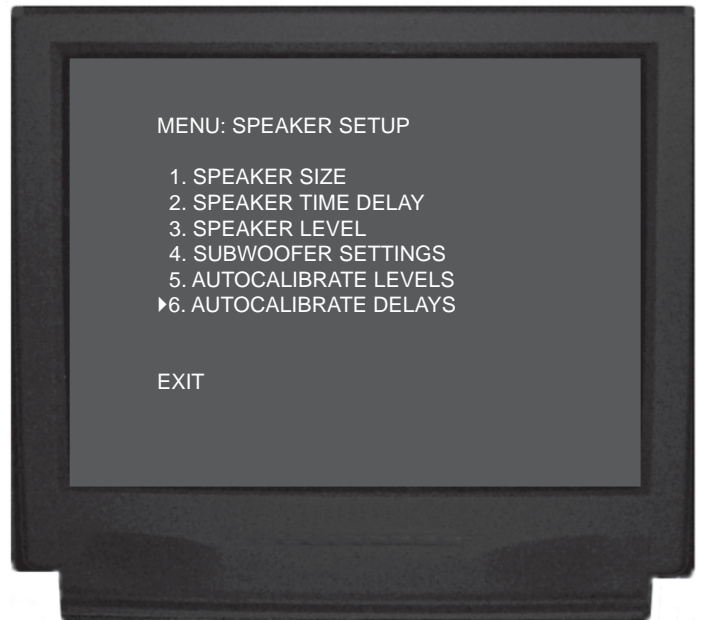 MENU: SPEAKER SETUP
1. SPEAKER SIZE
2. SPEAKER TIME DELAY
3. SPEAKER LEVEL
4. SUBWOOFER SETTINGS
5. AUTOCALIBRATE LEVELS
▶6. AUTOCALIBRATE DELAYS
EXIT